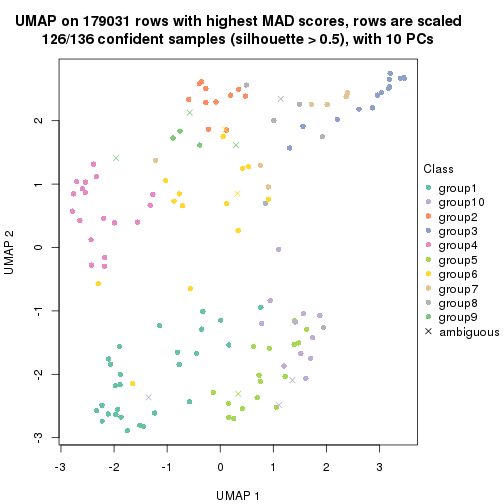 UMAP on 179031 rows with highest MAD scores, rows are scaled
126/136 confident samples (silhouette > 0.5), with 10 PCs
UMAP 2
2
1
0
-1
-2
-3
-3
-2
-1
0
1
2
3
UMAP 1
Class
group1
group10
group2
group3
group4
group5
group6
group7
group8
group9
ambiguous